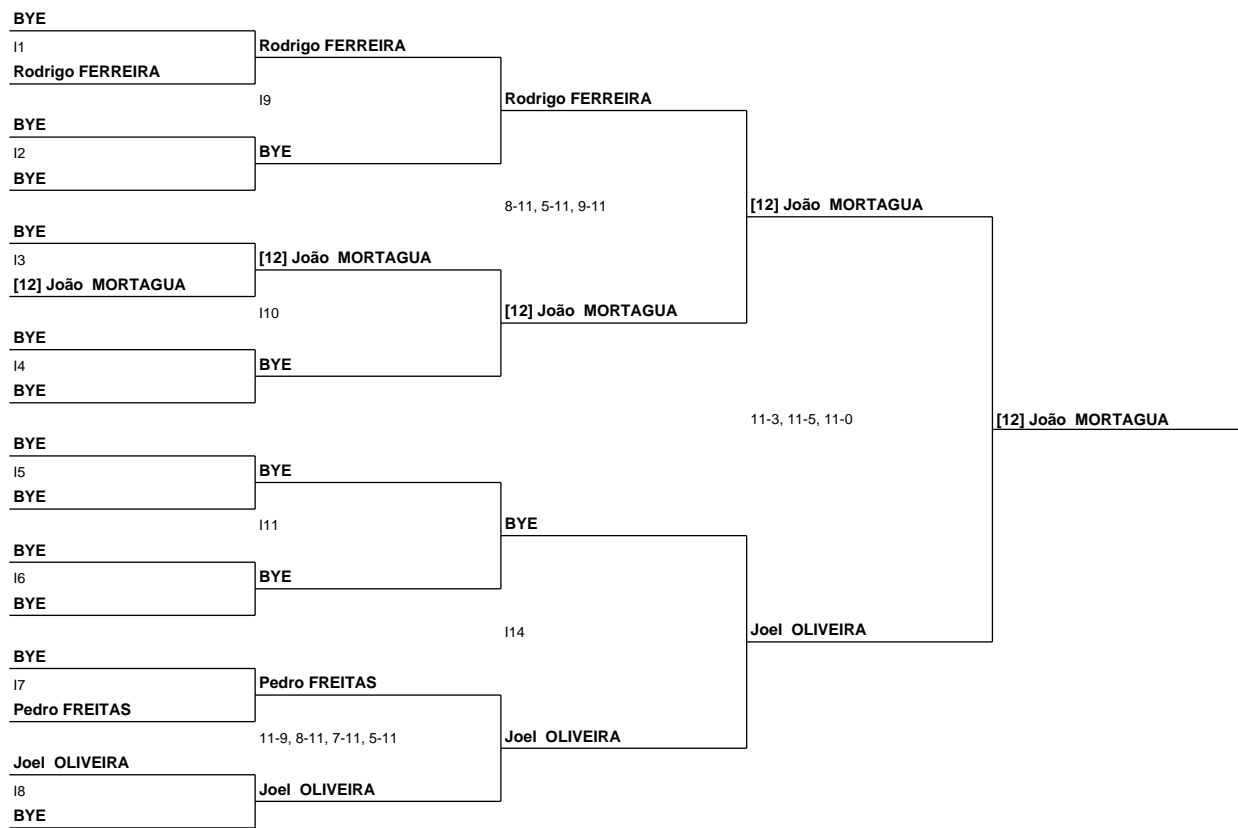 BYE
I1
Rodrigo FERREIRA
Rodrigo FERREIRA
I9
Rodrigo FERREIRA
BYE
I2
BYE
BYE
8-11, 5-11, 9-11
[12] João MORTAGUA
BYE
I3
[12] João MORTAGUA
[12] João MORTAGUA
I10
[12] João MORTAGUA
BYE
I4
BYE
BYE
11-3, 11-5, 11-0
[12] João MORTAGUA
BYE
I5
BYE
BYE
I11
BYE
BYE
I6
BYE
BYE
I14
Joel OLIVEIRA
BYE
I7
Pedro FREITAS
Pedro FREITAS
11-9, 8-11, 7-11, 5-11
Joel OLIVEIRA
Joel OLIVEIRA
I8
BYE
Joel OLIVEIRA